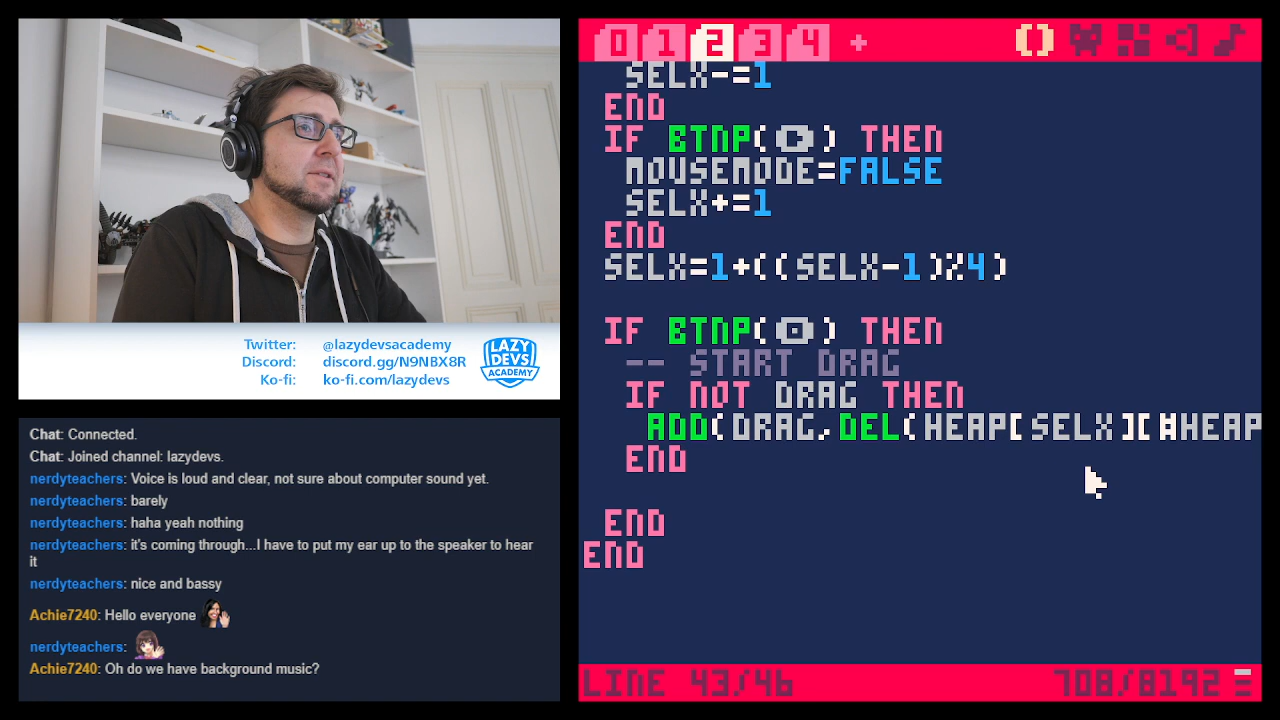 Twitter: @lazydevsacademy
Discord: discord.gg/N9NBX8R
Ko-fi: ko-fi.com/lazydevs
LAZY DEVS ACADEMY
Chat: Connected.
Chat: Joined channel: lazydevs.
nerdyteachers: Voice is loud and clear, not sure about computer sound yet.
nerdyteachers: barely
nerdyteachers: haha yeah nothing
nerdyteachers: it's coming through...I have to put my ear up to the speaker to hear
it
nerdyteachers: nice and bassy
Achie7240: Hello everyone
nerdyteachers:
Achie7240: Oh do we have background music?
0 1 2 3 4 +
SELX-=1
END
IF BTNP(▶) THEN
MOUSEMODE=FALSE
SELX+=1
END
SELX=1+((SELX-1)%4)
IF BTNP() THEN
-- START DRAG
IF NOT DRAG THEN
ADD(DRAG,DEL(HEAP[SELX][#HEAP
END
END
END
LINE 43/46
708/8192